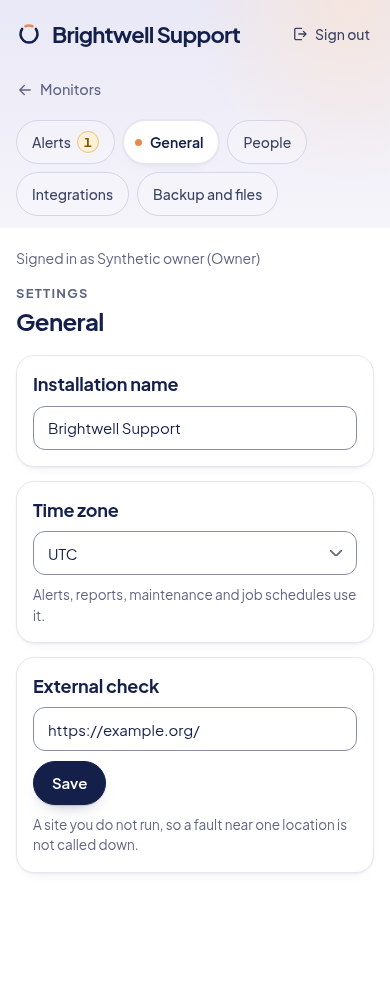 Brightwell Support
Sign out
Monitors
Alerts 1
General
People
Integrations
Backup and files
Signed in as Synthetic owner (Owner)
SETTINGS
General
Installation name
Brightwell Support
Time zone
UTC
Alerts, reports, maintenance and job schedules use
it.
External check
https://example.org/
Save
A site you do not run, so a fault near one location is
not called down.